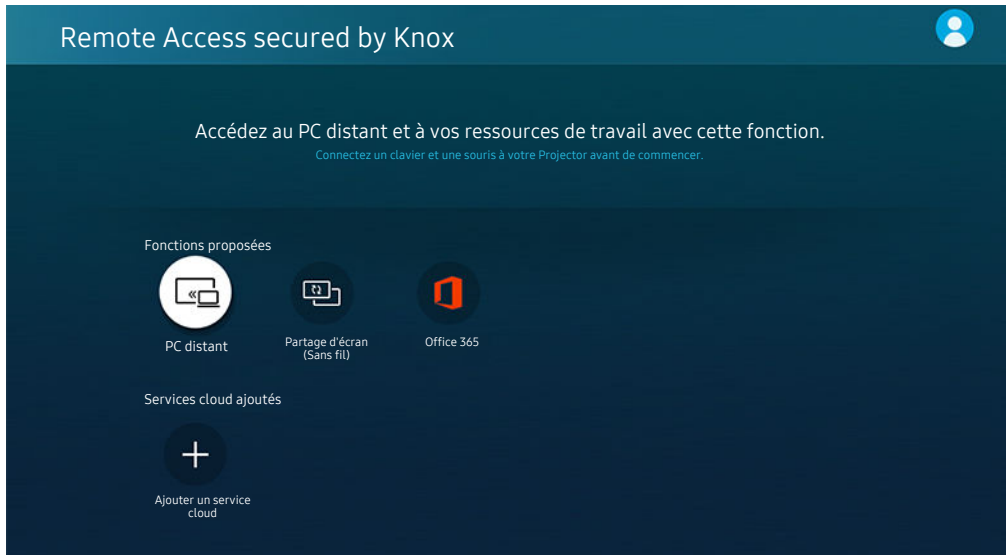 Remote Access secured by Knox
Accédez au PC distant et à vos ressources de travail avec cette fonction.
Connectez un clavier et une souris à votre Projector avant de commencer.
Fonctions proposées
PC distant
Partage d'écran
(Sans fil)
Office 365
Services cloud ajoutés
Ajouter un service
cloud